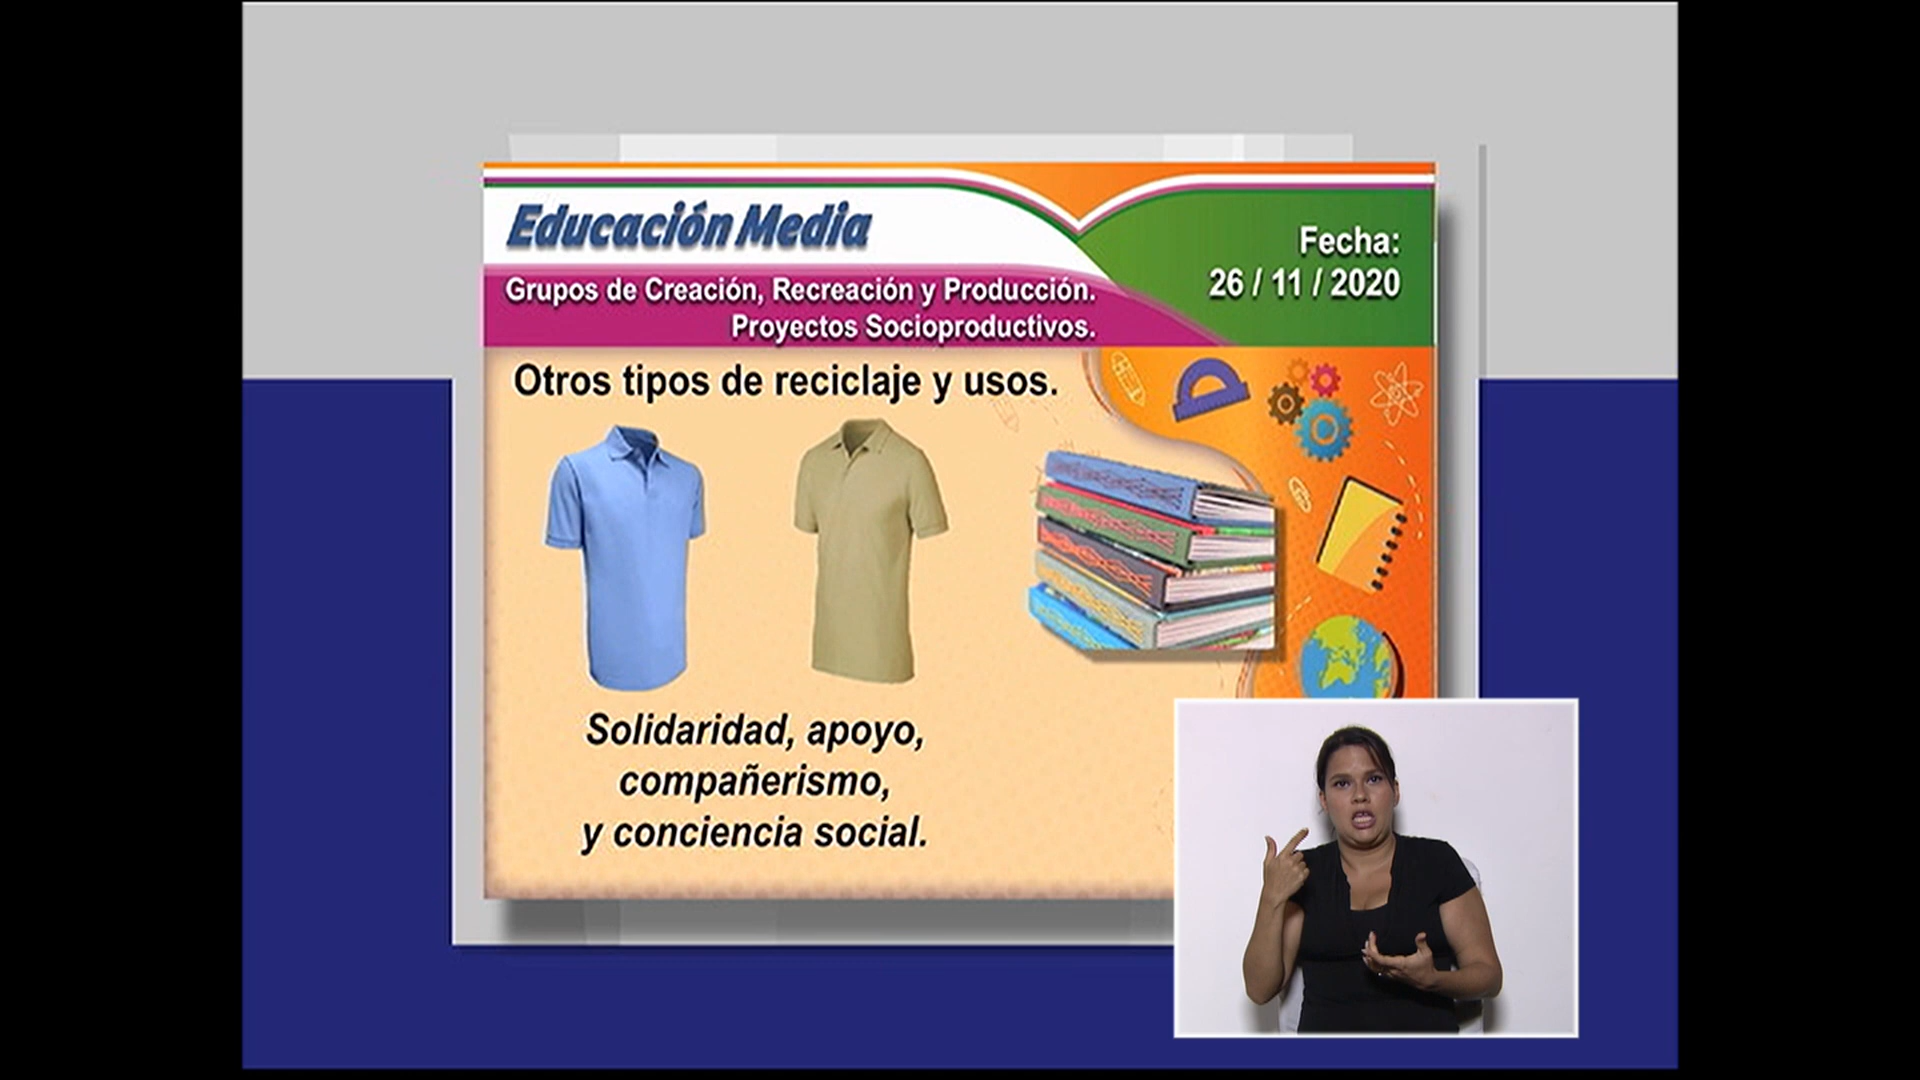 Educación Media
Fecha:
26 / 11 / 2020
Grupos de Creación, Recreación y Producción.
Proyectos Socioproductivos.
Otros tipos de reciclaje y usos.
Solidaridad, apoyo,
compañerismo,
y conciencia social.